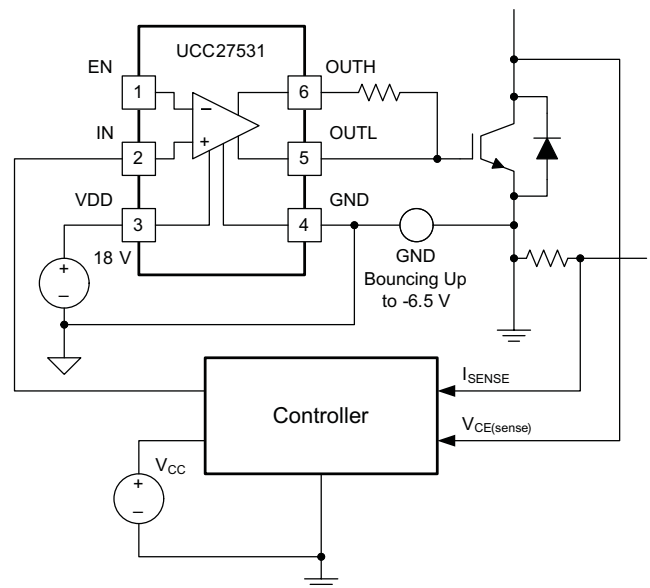 UCC27531
EN
OUTH
1
6
IN
OUTL
2
5
VDD
GND
3
4
18 V
GND
Bouncing Up
to -6.5 V
+
–
−
+
ISENSE
Controller
VCE(sense)
VCC
+
–